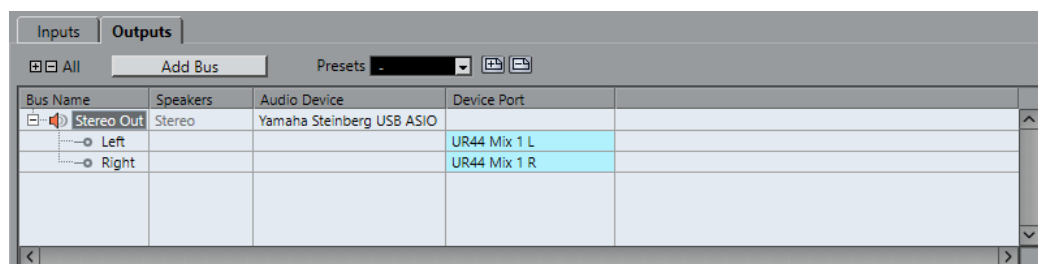 Inputs Outputs
All Add Bus Presets -
Bus Name Speakers Audio Device Device Port
Stereo Out Stereo Yamaha Steinberg USB ASIO
Left UR44 Mix 1 L
Right UR44 Mix 1 R